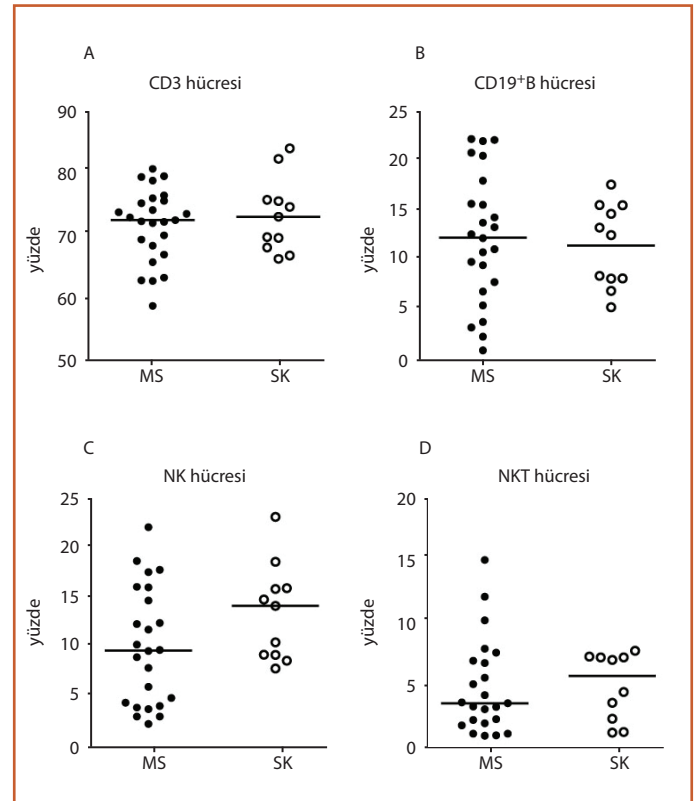 A
CD3 hücresi
90
80
70
60
50
yüzde
MS
SK
B
CD19+B hücresi
25
20
15
10
5
0
yüzde
MS
SK
C
NK hücresi
25
20
15
10
5
0
yüzde
MS
SK
D
NKT hücresi
20
15
10
5
0
yüzde
MS
SK